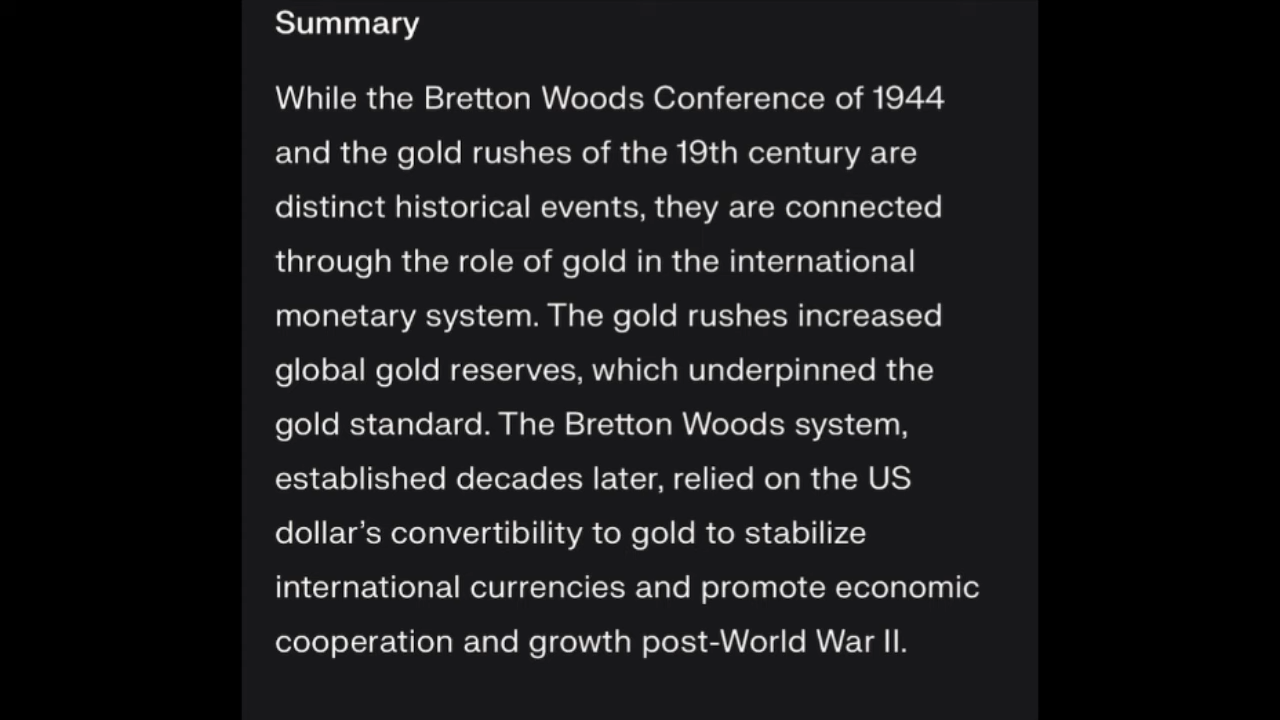 Summary
While the Bretton Woods Conference of 1944
and the gold rushes of the 19th century are
distinct historical events, they are connected
through the role of gold in the international
monetary system. The gold rushes increased
global gold reserves, which underpinned the
gold standard. The Bretton Woods system,
established decades later, relied on the US
dollar’s convertibility to gold to stabilize
international currencies and promote economic
cooperation and growth post-World War II.